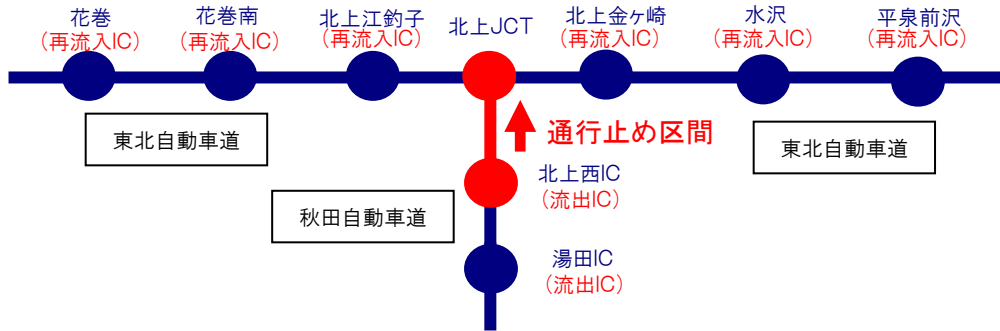 花巻
(再流入IC)
花巻南
(再流入IC)
北上江釣子
(再流入IC)
北上JCT
北上金ヶ崎
(再流入IC)
水沢
(再流入IC)
平泉前沢
(再流入IC)
東北自動車道
通行止め区間
東北自動車道
北上西IC
(流出IC)
秋田自動車道
湯田IC
(流出IC)